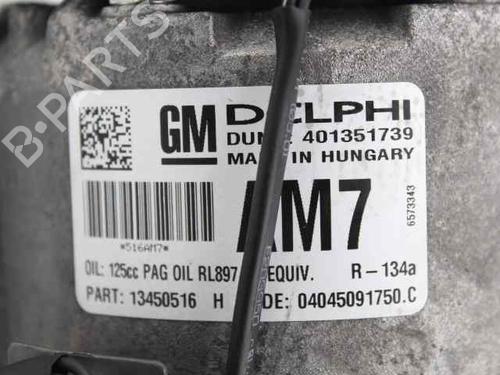 GM DELPHI
DUN 401351739
MADE IN HUNGARY
AM7
6573343
*516AM7*
OIL: 125cc PAG OIL RL897 EQUIV. R-134a
PART: 13450516 H DE: 04045091750.C
B-PARTS